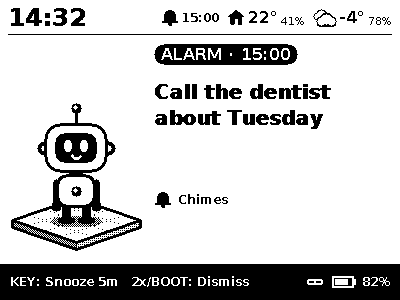 14:32 15:00 22° 41% -4° 78%
ALARM · 15:00
Call the dentist
about Tuesday
Chimes
KEY: Snooze 5m 2x/BOOT: Dismiss 82%